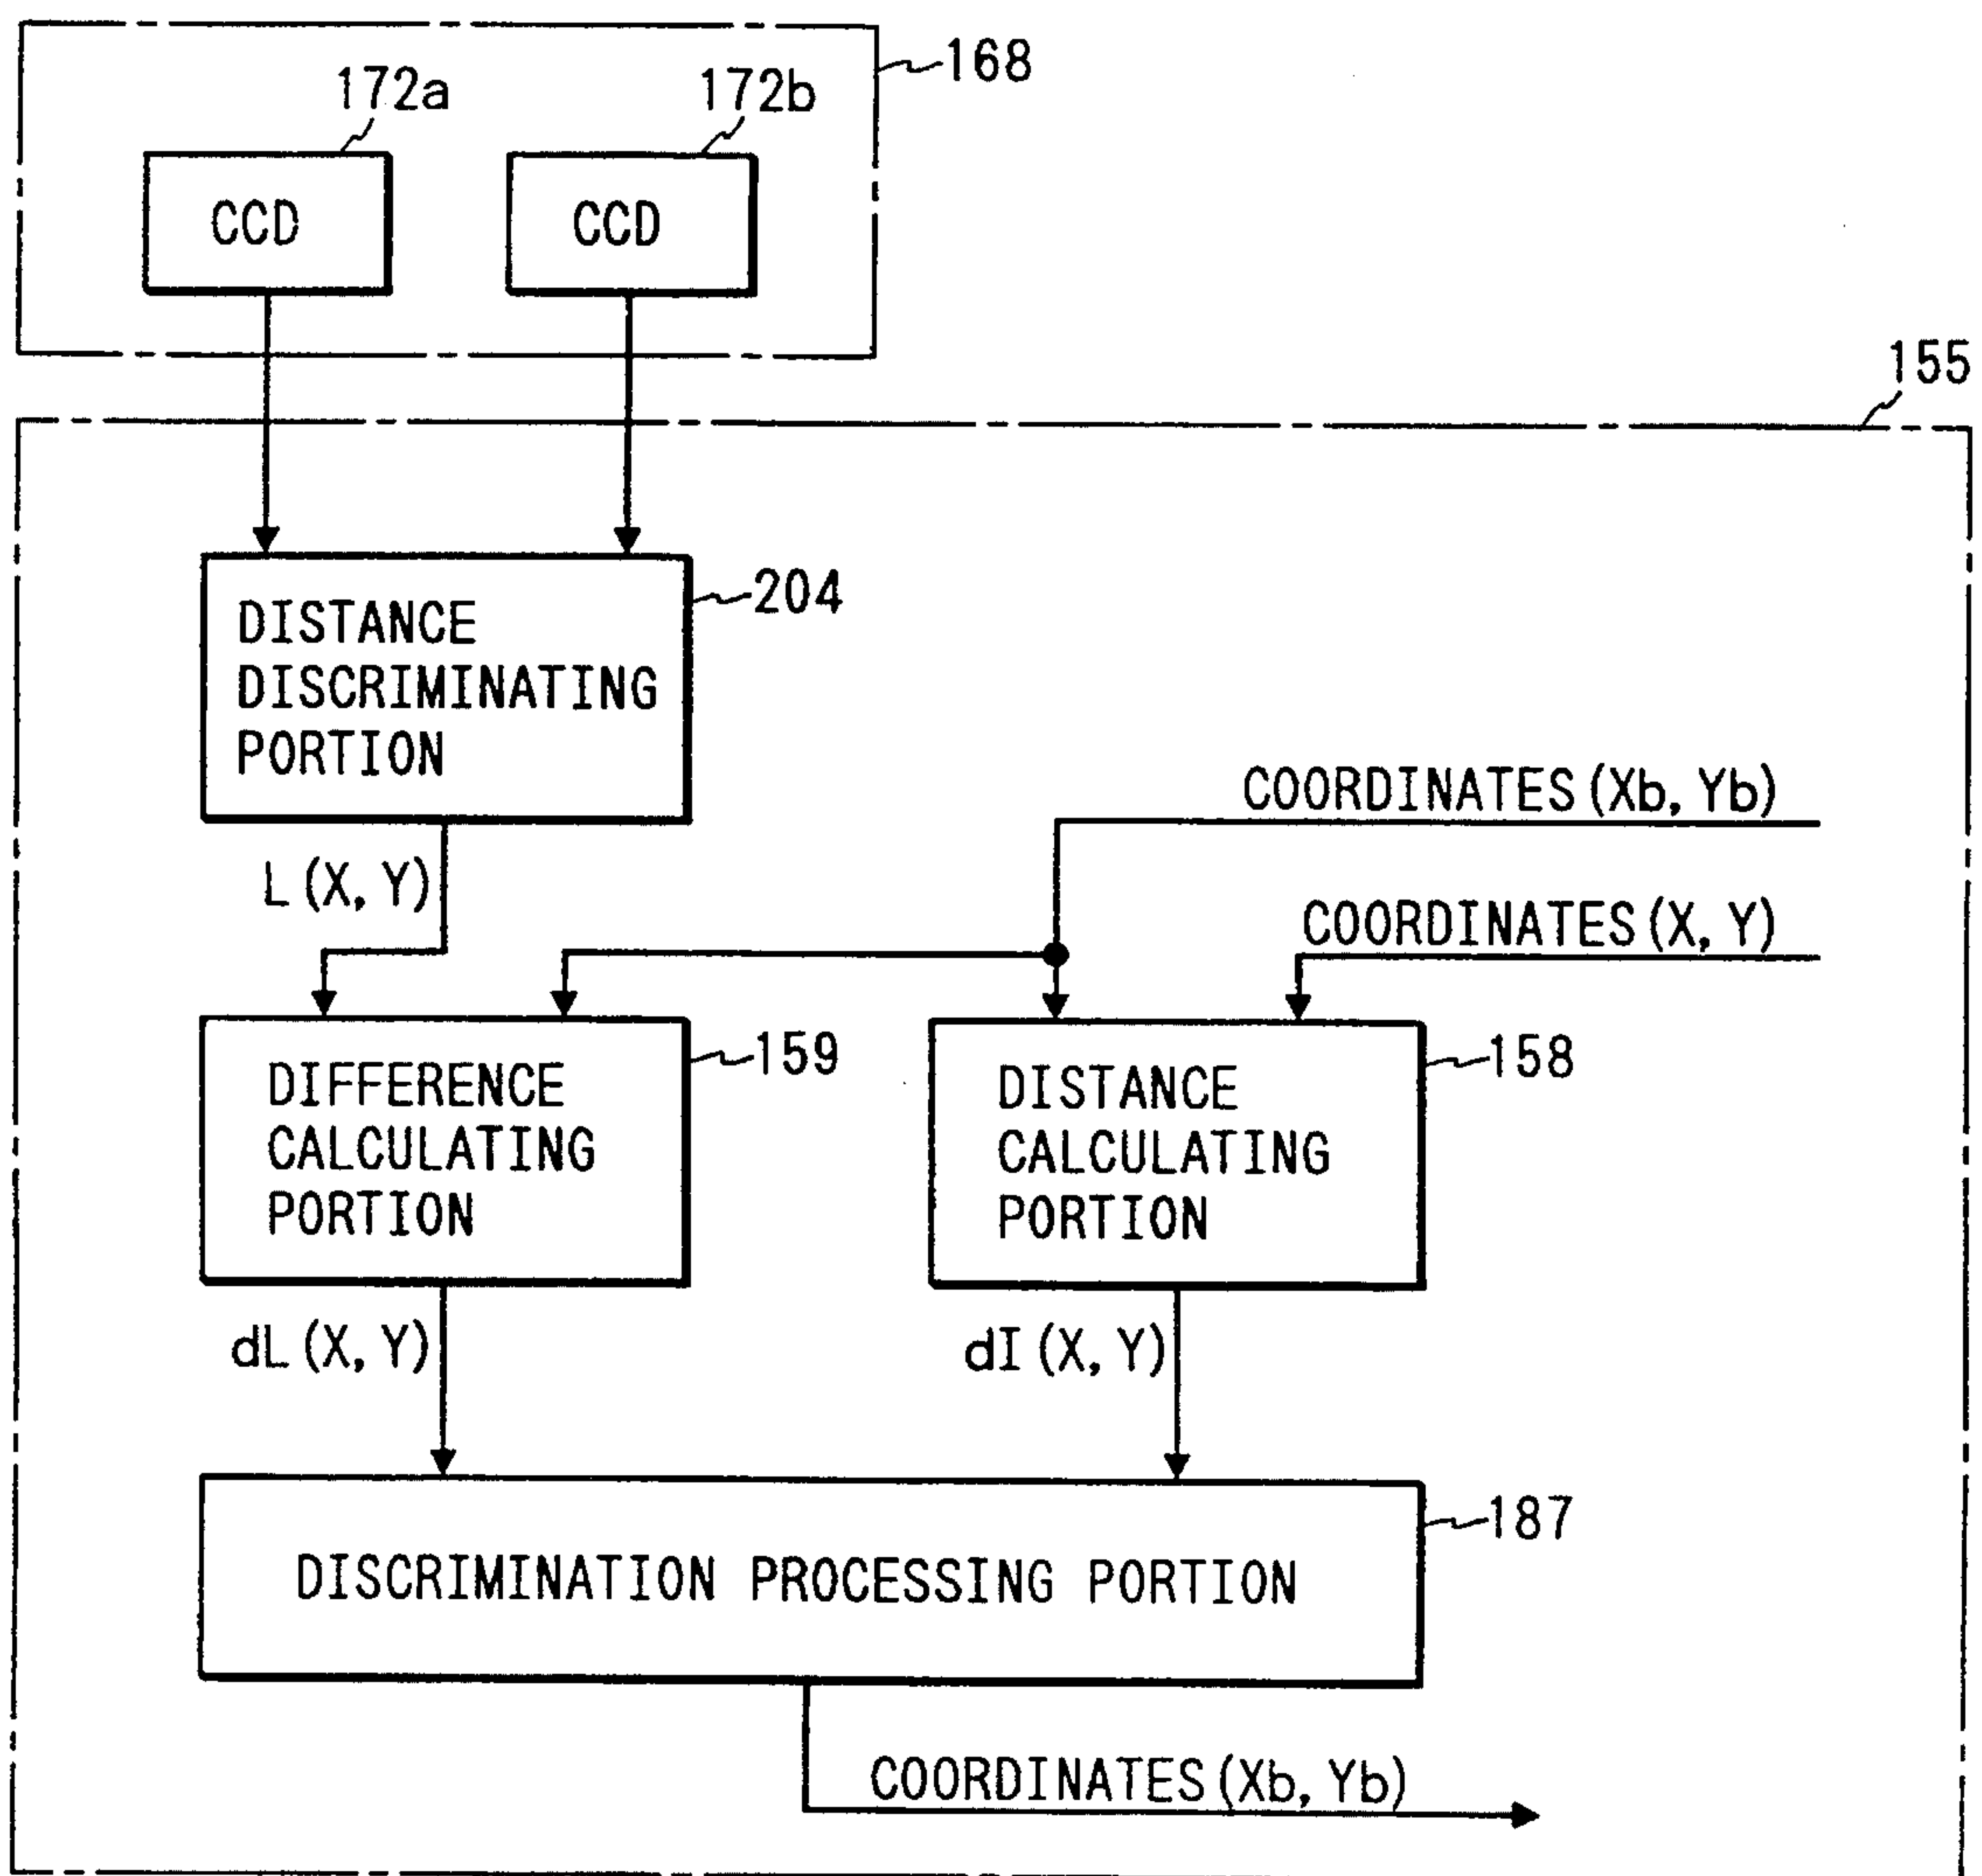 168
172a
172b
CCD
CCD
155
204
DISTANCE
DISCRIMINATING
PORTION
COORDINATES (Xb, Yb)
L (X, Y)
COORDINATES (X, Y)
159
158
DIFFERENCE
CALCULATING
PORTION
DISTANCE
CALCULATING
PORTION
dL (X, Y)
dI (X, Y)
187
DISCRIMINATION PROCESSING PORTION
COORDINATES (Xb, Yb)